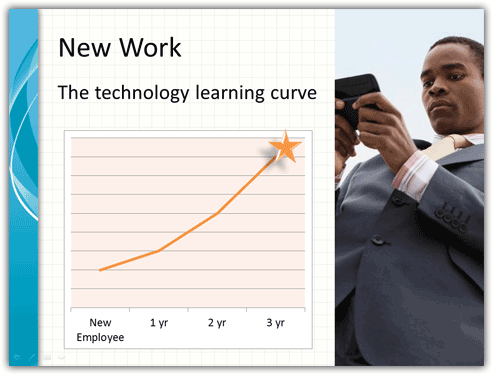 New Work
The technology learning curve
New 1 yr 2 yr 3 yr
Employee